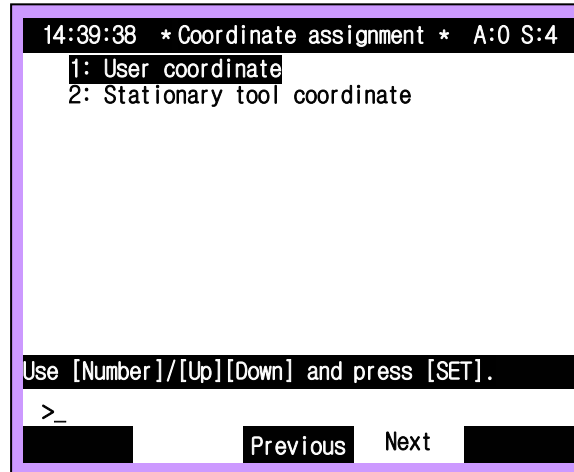 14:39:38 * Coordinate assignment * A:0 S:4
1: User coordinate
2: Stationary tool coordinate
Use [Number]/[Up][Down] and press [SET].
>_
Previous Next